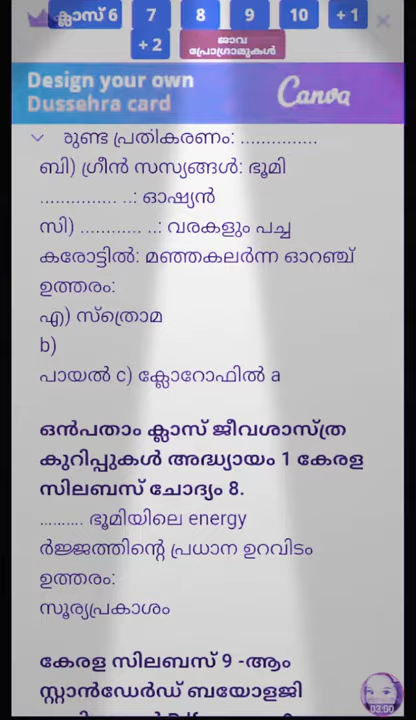 ക്ലാസ് 6 7 8 9 10 + 1 ×
+ 2 ജാവ
പ്രോഗ്രാമുകൾ
Design your own
Dussehra card Canva
രുണ്ട പ്രതികരണം: ...............
ബി) ഗ്രീൻ സസ്യങ്ങൾ: ഭൂമി
............... ..: ഓഷ്യൻ
സി) ............ ..: വരകളും പച്ച
കരോട്ടിൽ: മഞ്ഞകലർന്ന ഓറഞ്ച്
ഉത്തരം:
എ) സ്ത്രൊമ
b)
പായൽ c) ക്ലോറോഫിൽ a
ഒൻപതാം ക്ലാസ് ജീവശാസ്ത്ര
കുറിപ്പുകൾ അദ്ധ്യായം 1 കേരള
സിലബസ് ചോദ്യം 8.
.......... ഭൂമിയിലെ energy
ർജ്ജത്തിന്റെ പ്രധാന ഉറവിടം
ഉത്തരം:
സൂര്യപ്രകാശം
കേരള സിലബസ് 9 -ആം
സ്റ്റാൻഡേർഡ് ബയോളജി
03:00